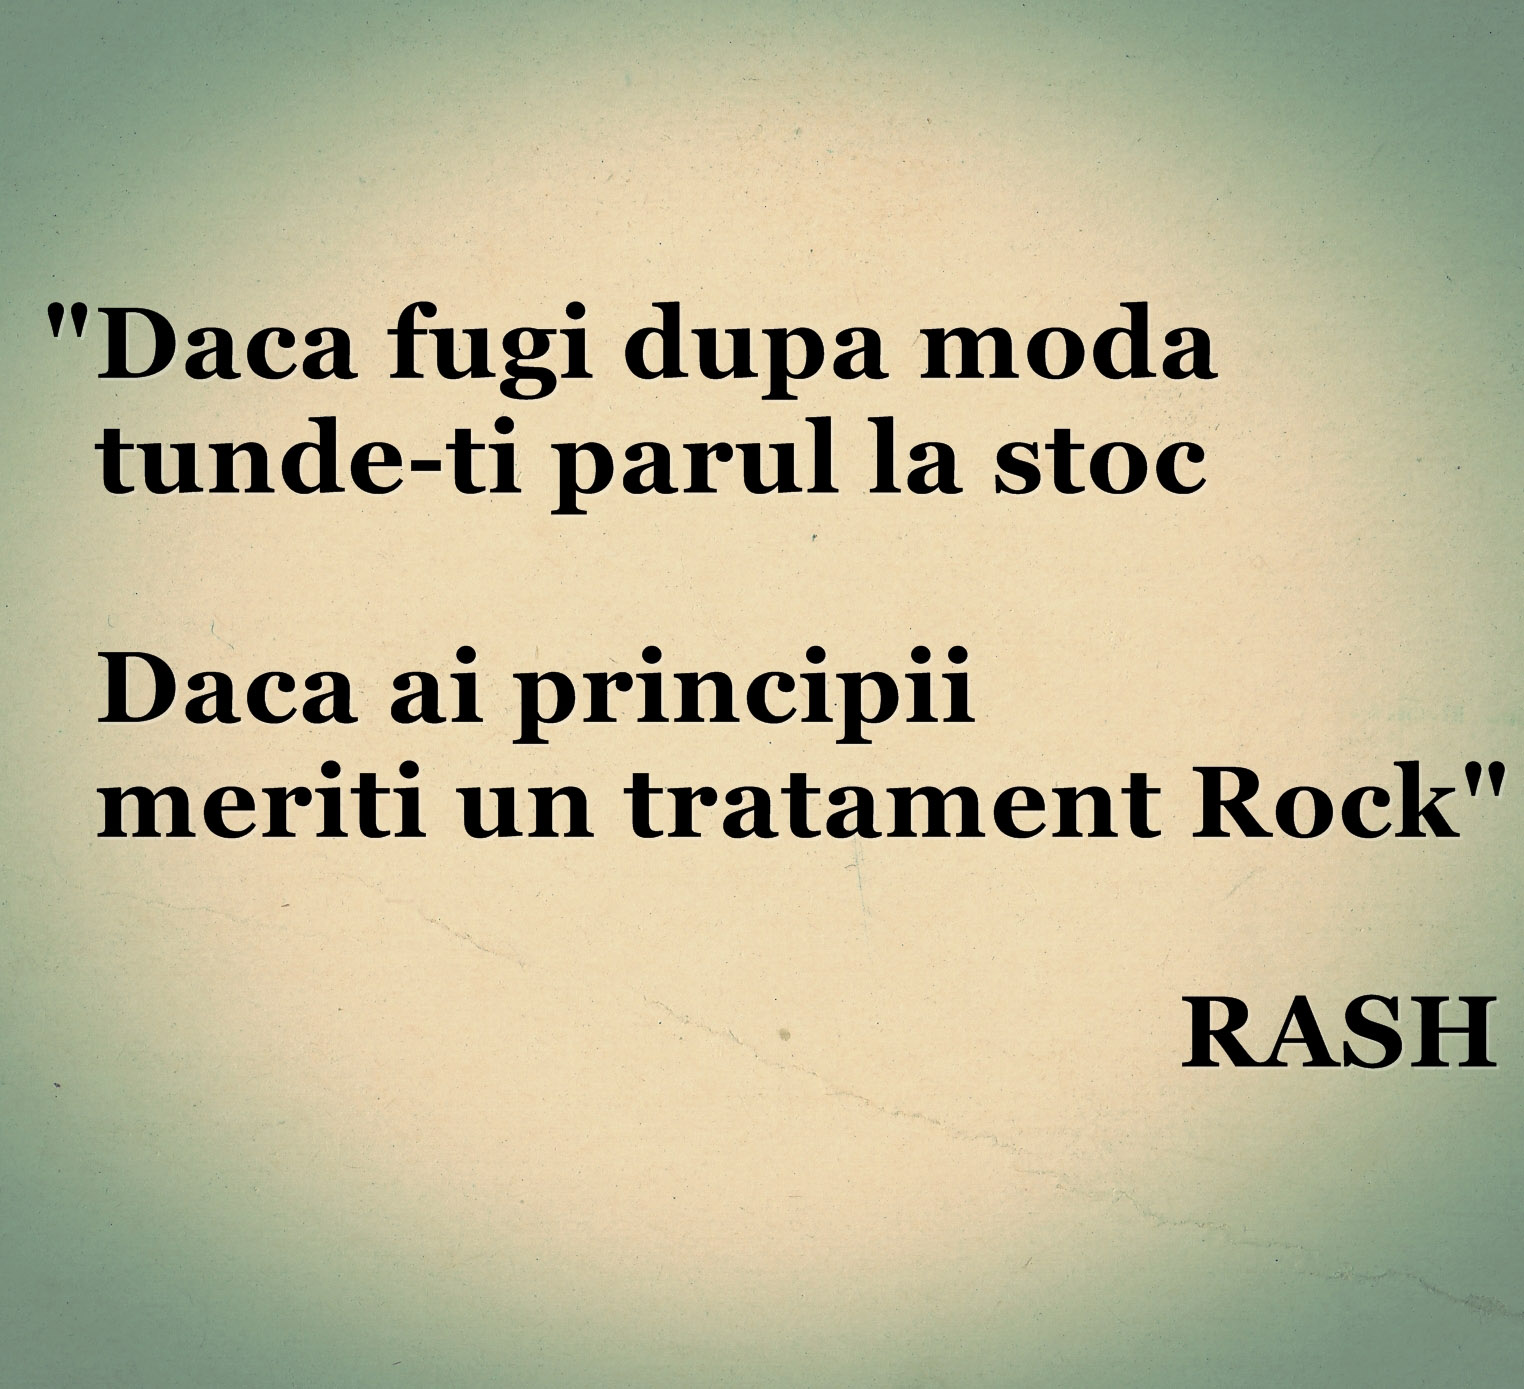 "Daca fugi dupa moda
tunde-ti parul la stoc
Daca ai principii
meriti un tratament Rock"
RASH